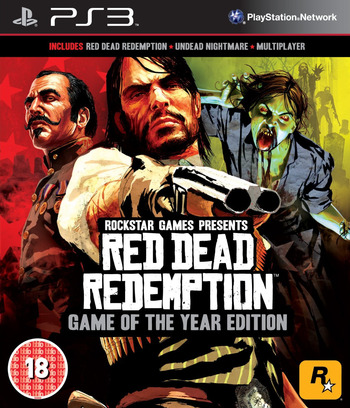 PS3
PlayStation®Network
INCLUDES RED DEAD REDEMPTION ★ UNDEAD NIGHTMARE ★ MULTIPLAYER
ROCKSTAR GAMES PRESENTS
RED DEAD
REDEMPTION™
GAME OF THE YEAR EDITION
18
R★